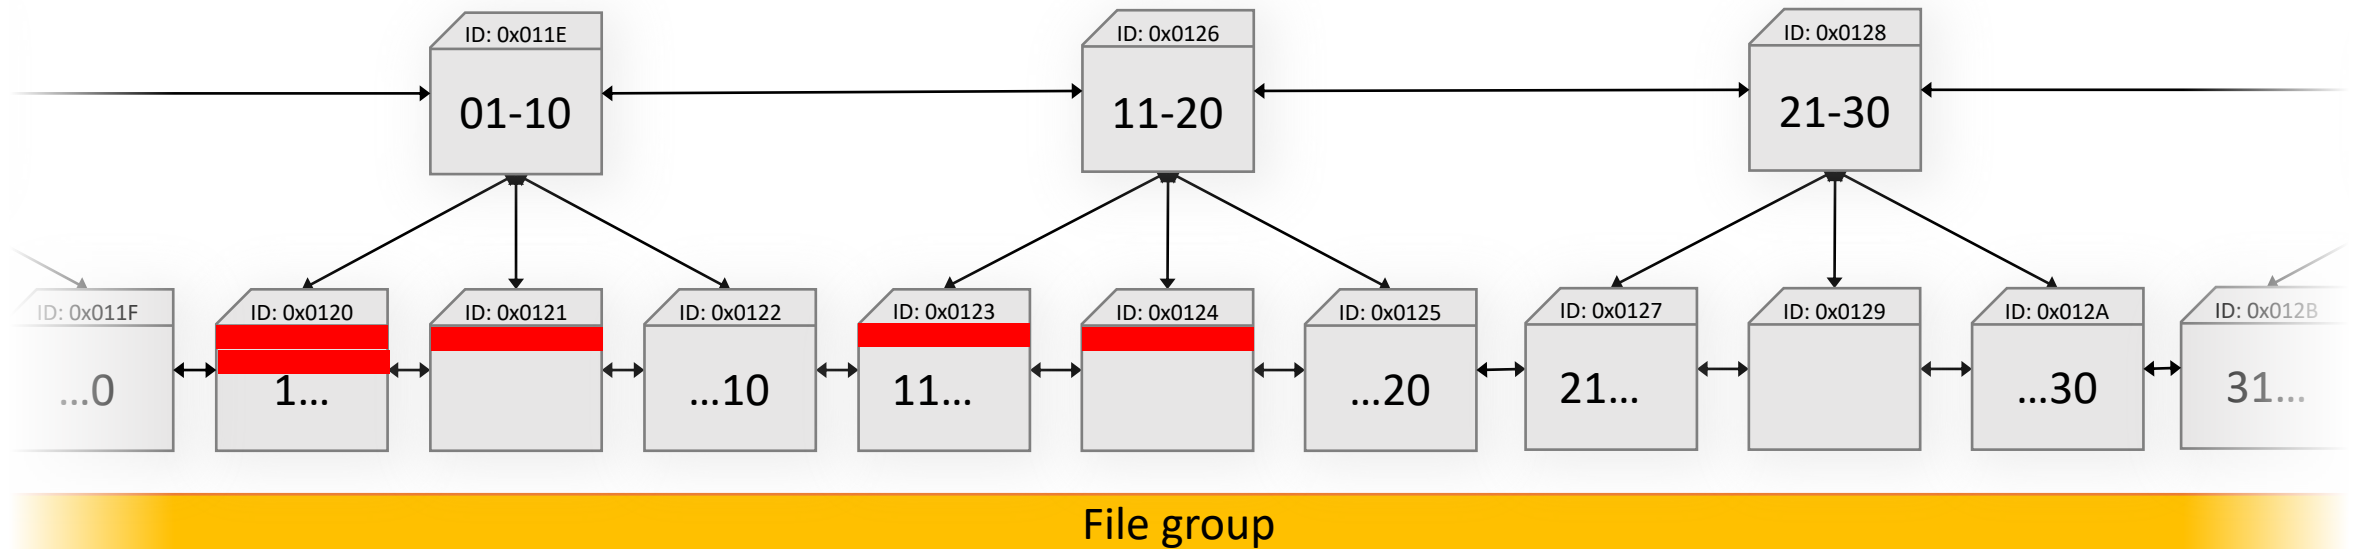 ID: 0x011E
01-10
ID: 0x0126
11-20
ID: 0x0128
21-30
ID: 0x011F
...0
ID: 0x0120
1...
ID: 0x0121
ID: 0x0122
...10
ID: 0x0123
11...
ID: 0x0124
ID: 0x0125
...20
ID: 0x0127
21...
ID: 0x0129
ID: 0x012A
...30
ID: 0x012B
31...
File group